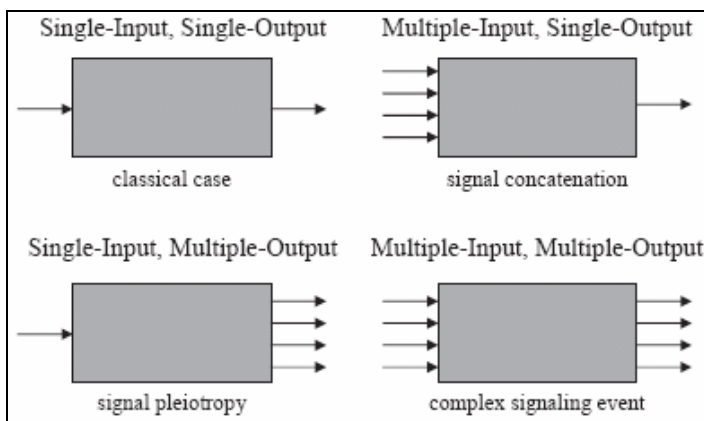 Single-Input, Single-Output
Multiple-Input, Single-Output
classical case
signal concatenation
Single-Input, Multiple-Output
Multiple-Input, Multiple-Output
signal pleiotropy
complex signaling event